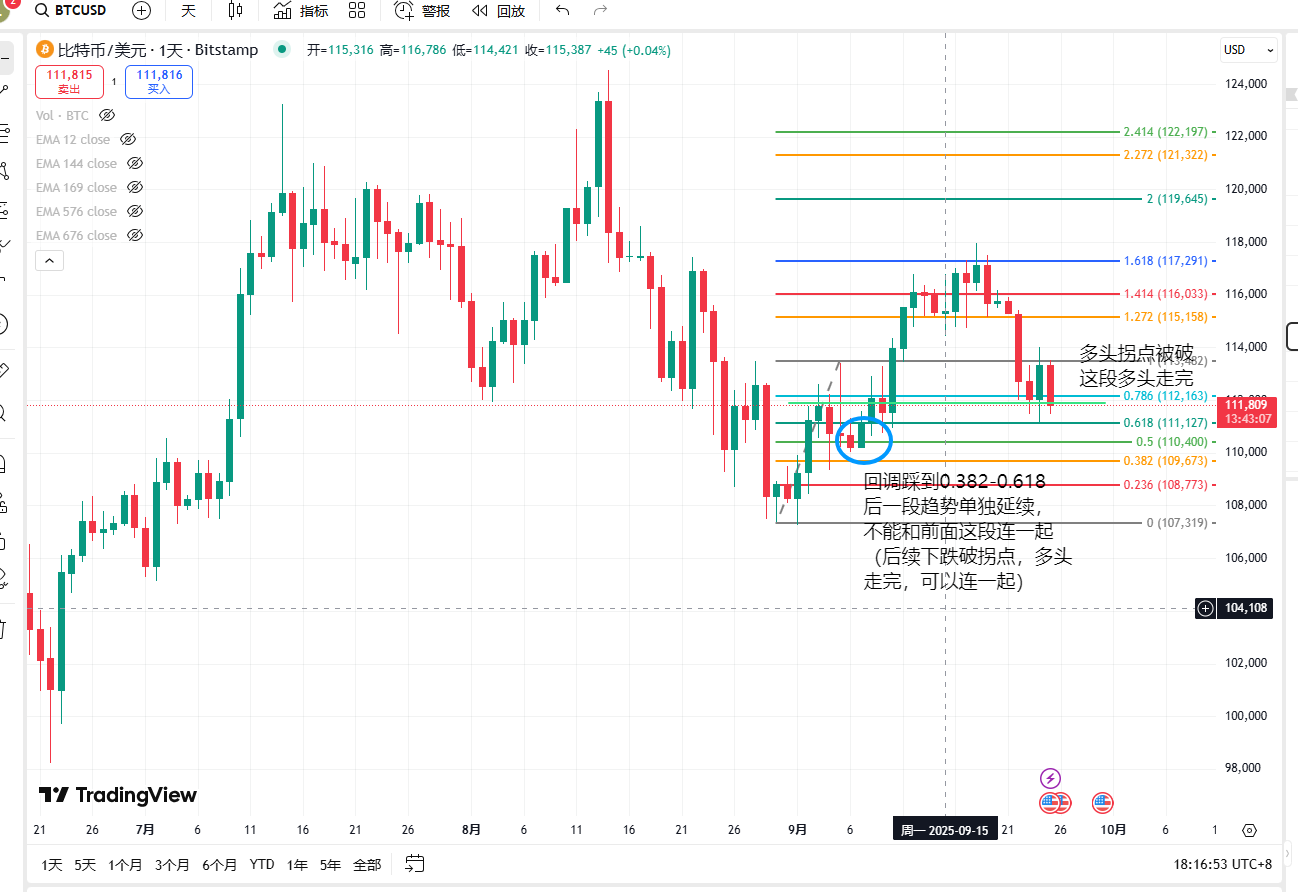 2
BTCUSD
天
指标
警报
回放
比特币/美元 · 1天 · Bitstamp
开=115,316 高=116,786 低=114,421 收=115,387 +45 (+0.04%)
USD
111,815
卖出
1
111,816
买入
Vol · BTC
EMA 12 close
EMA 144 close
EMA 169 close
EMA 576 close
EMA 676 close
124,000
2.414 (122,197)
122,000
2.272 (121,322)
120,000
2 (119,645)
118,000
1.618 (117,291)
116,000
1.414 (116,033)
1.272 (115,158)
114,000
多头拐点被破
这段多头走完
0.786 (112,163)
111,809
13:43:07
0.618 (111,127)
0.5 (110,400)
110,000
0.382 (109,673)
0.236 (108,773)
108,000
0 (107,319)
106,000
回调踩到0.382-0.618
后一段趋势单独延续，
不能和前面这段连一起
（后续下跌破拐点，多头
走完，可以连一起）
104,108
102,000
100,000
98,000
TradingView
21 26 7月 6 11 16 21 26 8月 6 11 16 21 26 9月 6 周一 2025-09-15 21 26 10月 6 1
1天 5天 1个月 3个月 6个月 YTD 1年 5年 全部
18:16:53 UTC+8